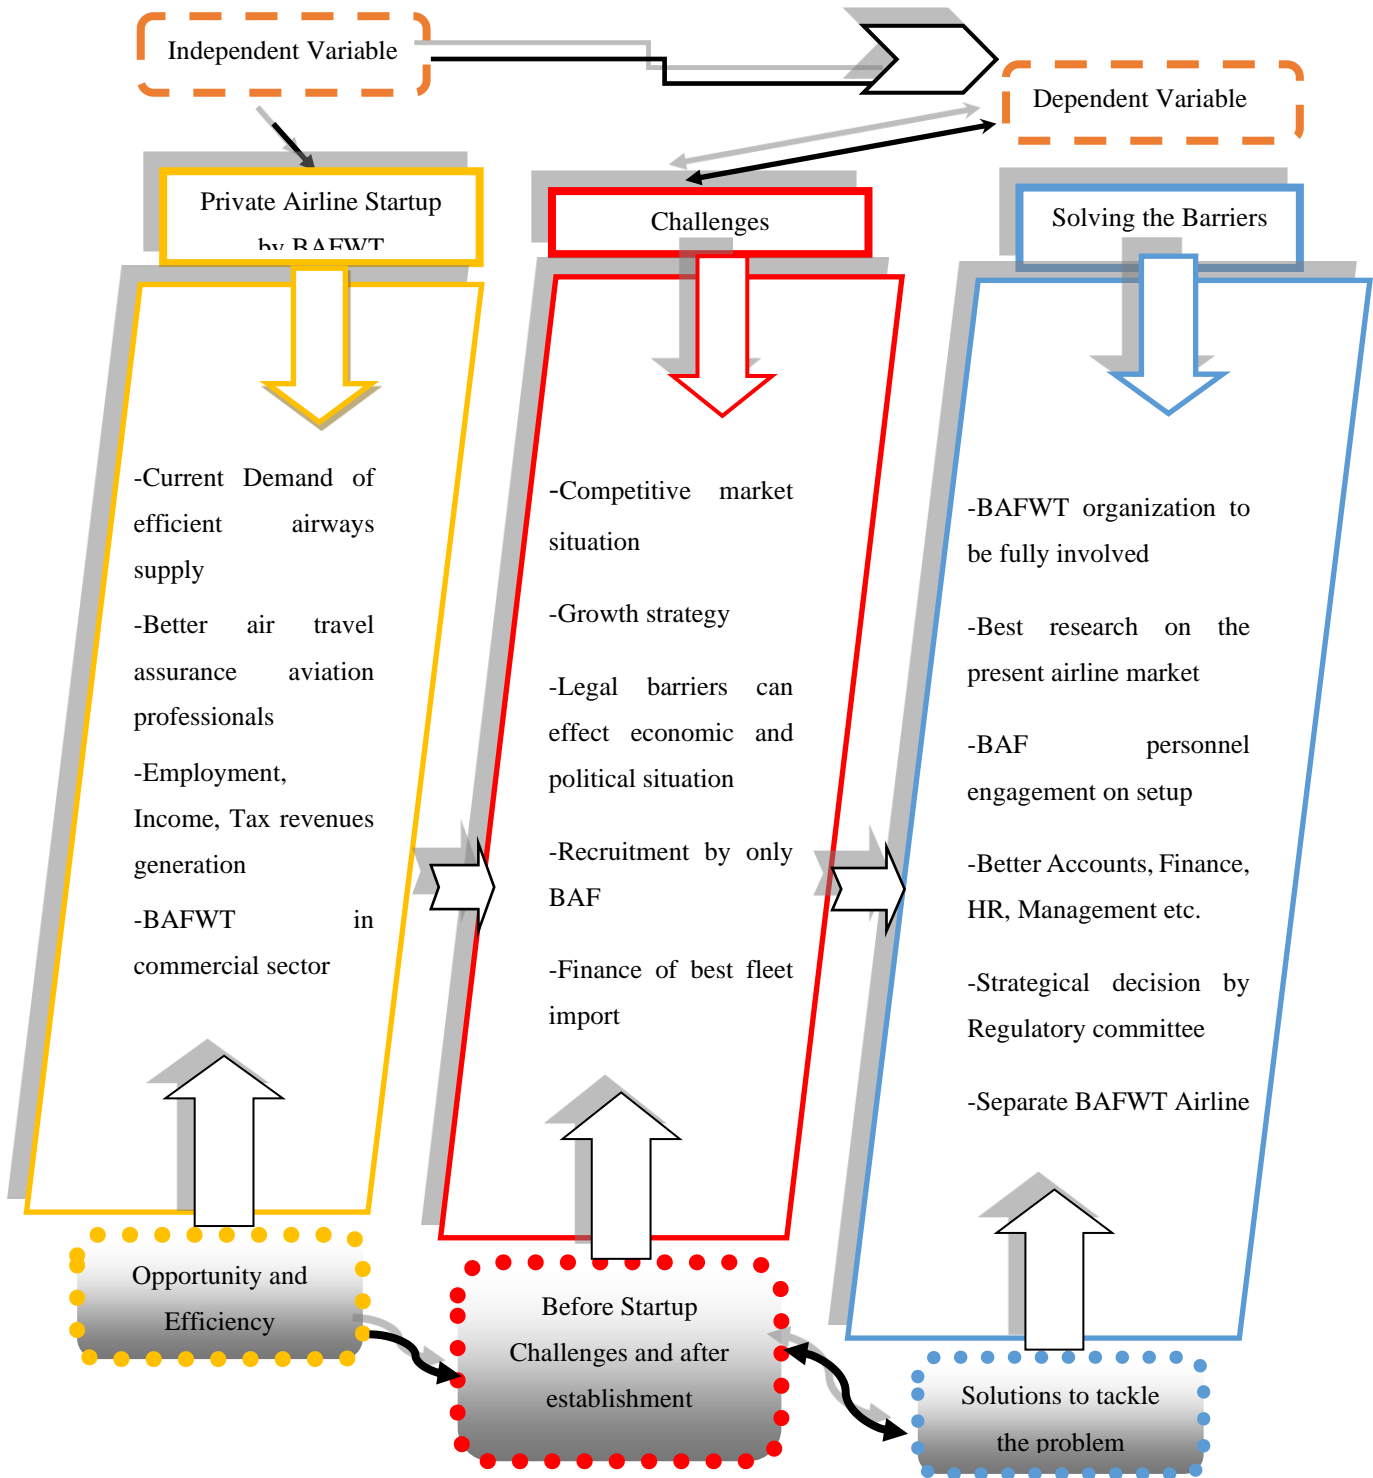 Independent Variable
Dependent Variable
Private Airline Startup
by BAFWT
Challenges
Solving the Barriers
-Current Demand of
efficient airways
supply
-Better air travel
assurance aviation
professionals
-Employment,
Income, Tax revenues
generation
-BAFWT in
commercial sector
-Competitive market
situation
-Growth strategy
-Legal barriers can
effect economic and
political situation
-Recruitment by only
BAF
-Finance of best fleet
import
-BAFWT organization to
be fully involved
-Best research on the
present airline market
-BAF personnel
engagement on setup
-Better Accounts, Finance,
HR, Management etc.
-Strategical decision by
Regulatory committee
-Separate BAFWT Airline
Opportunity and
Efficiency
Before Startup
Challenges and after
establishment
Solutions to tackle
the problem